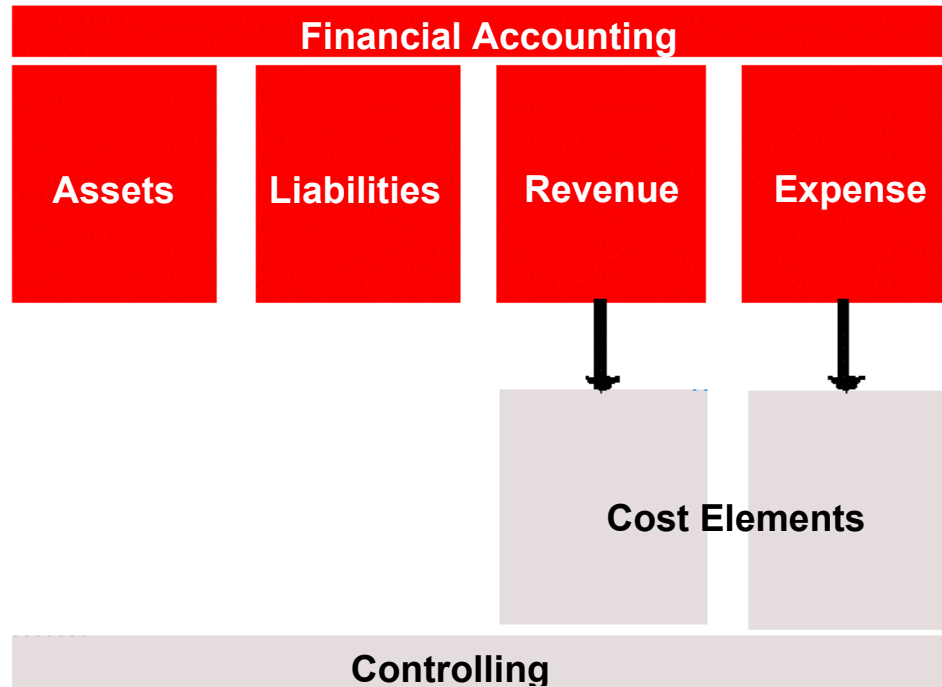 Financial Accounting
Assets
Liabilities
Revenue
Expense
Cost Elements
Controlling